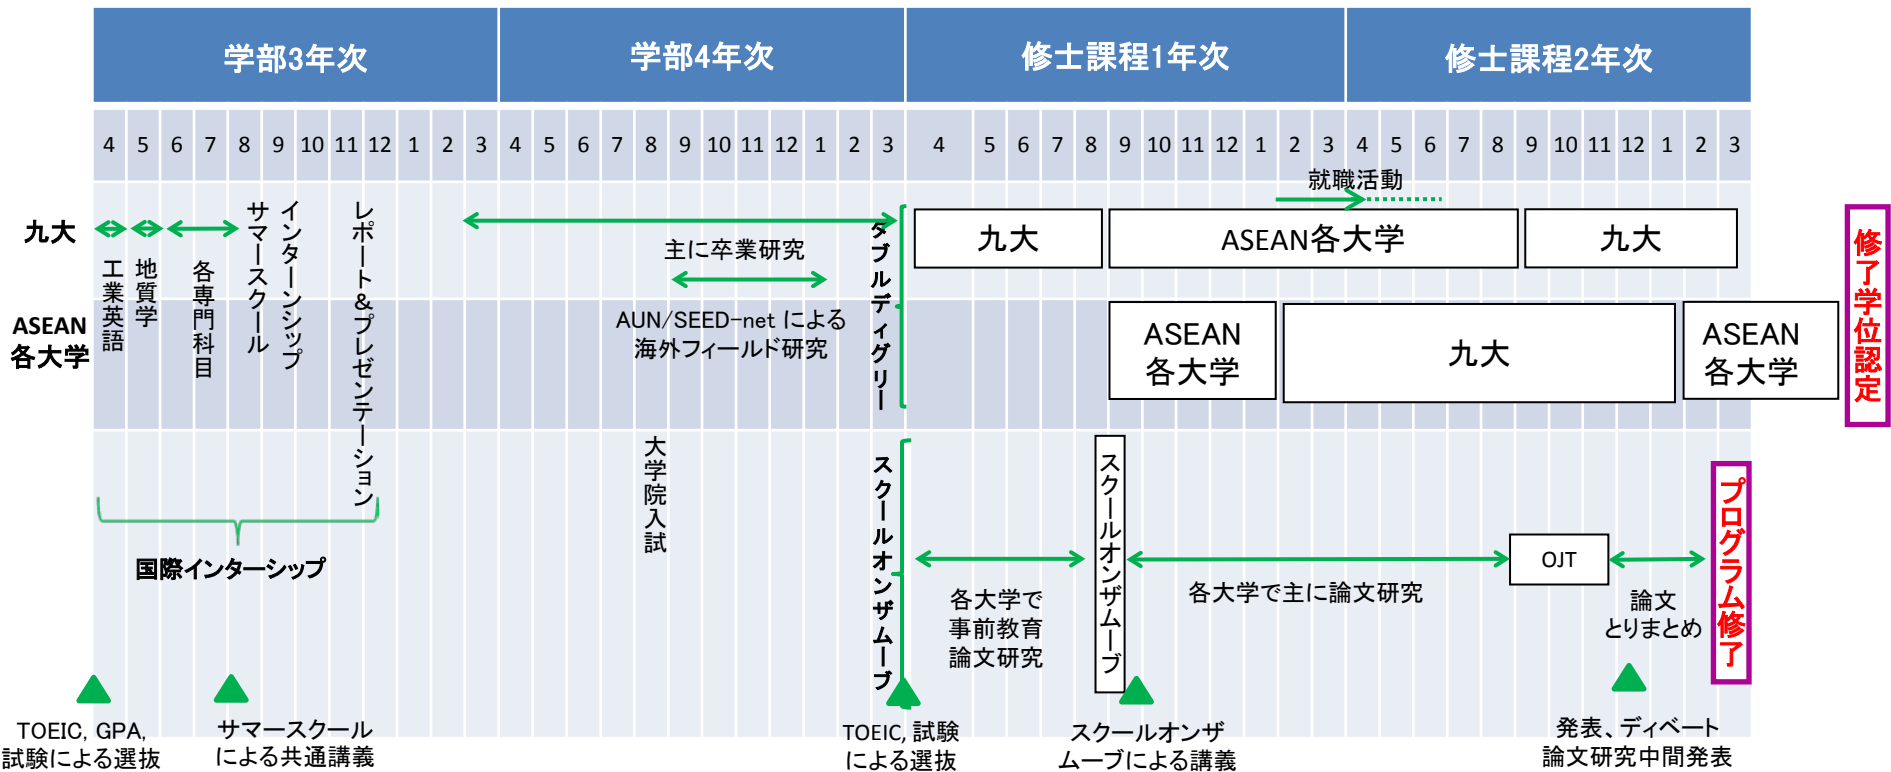 学部3年次
学部4年次
修士課程1年次
修士課程2年次
4 5 6 7 8 9 10 11 12 1 2 3 4 5 6 7 8 9 10 11 12 1 2 3 4 5 6 7 8 9 10 11 12 1 2 3 4 5 6 7 8 9 10 11 12 1 2 3
九大
ASEAN
各大学
工業英語
地質学
各専門科目
サマースクール
インターンシップ
レポート&プレゼンテーション
国際インターシップ
主に卒業研究
AUN/SEED-net による
海外フィールド研究
大学院入試
ダブルディグリー
スクールオンザムーブ
就職活動
九大
ASEAN各大学
九大
ASEAN
各大学
九大
ASEAN
各大学
修了学位認定
各大学で
事前教育
論文研究
スクールオンザムーブ
各大学で主に論文研究
OJT
論文
とりまとめ
プログラム修了
TOEIC, GPA,
試験による選抜
サマースクール
による共通講義
TOEIC, 試験
による選抜
スクールオンザ
ムーブによる講義
発表、ディベート
論文研究中間発表